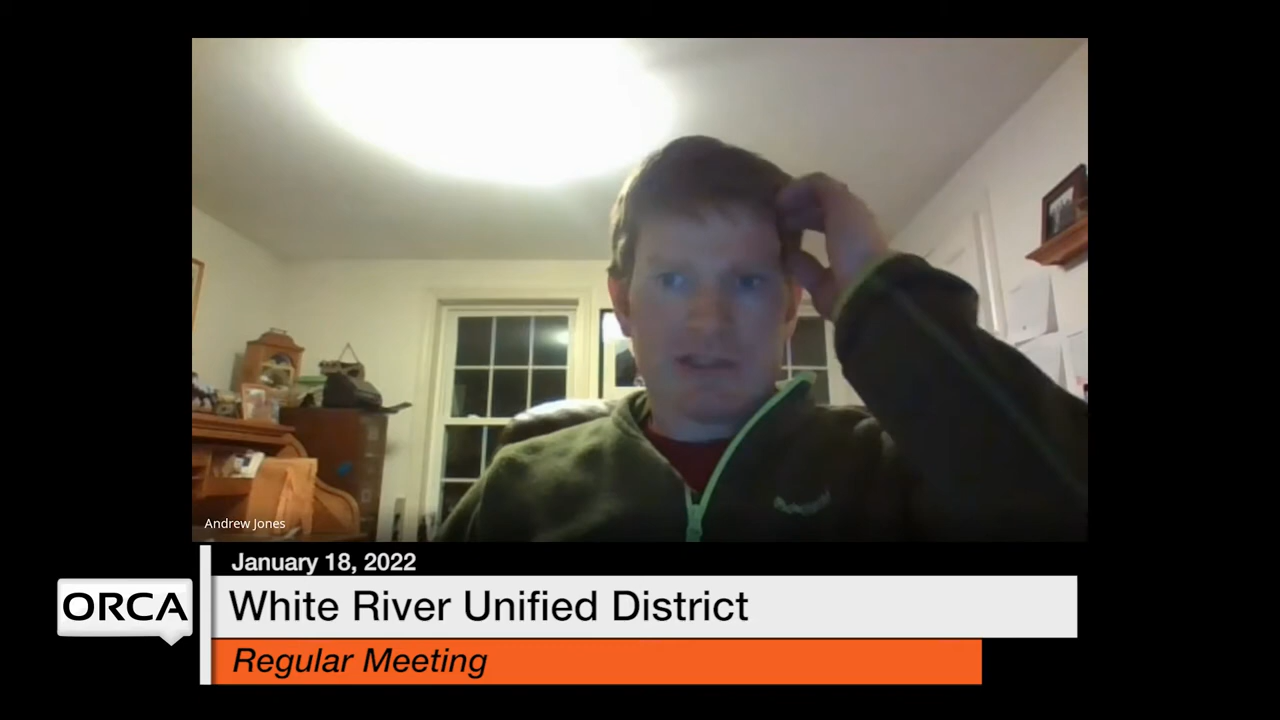 Andrew Jones
January 18, 2022
ORCA
White River Unified District
Regular Meeting